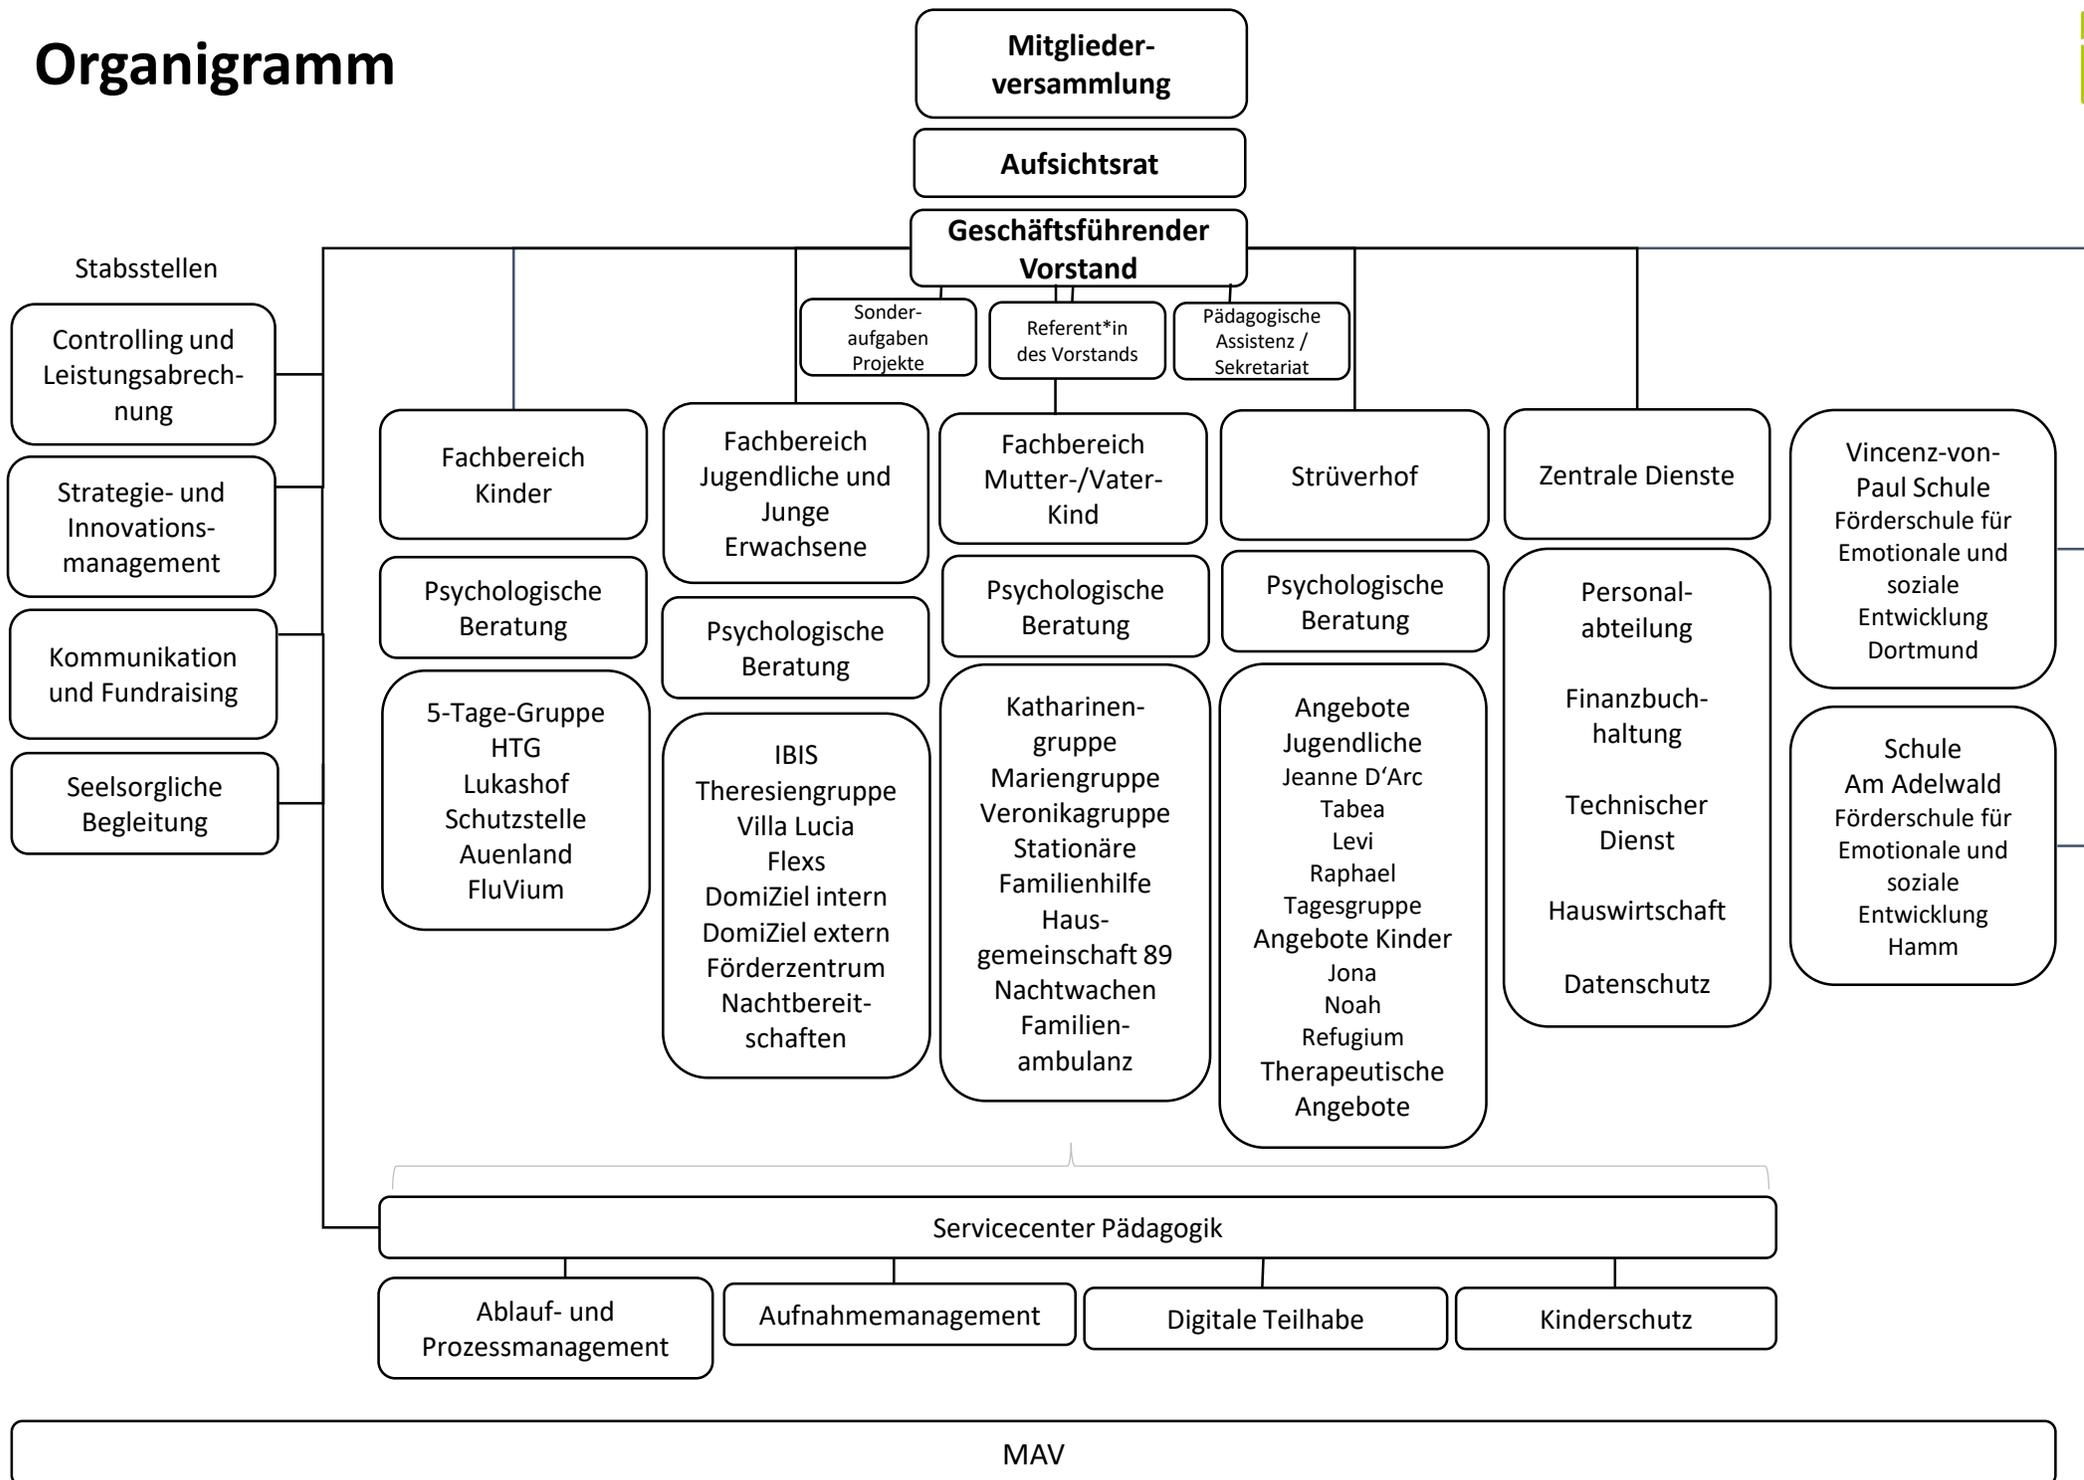 Organigramm
Mitglieder-
versammlung
Aufsichtsrat
Geschäftsführender
Vorstand
Sonder-
aufgaben
Projekte
Referent*in
des Vorstands
Pädagogische
Assistenz /
Sekretariat
Stabsstellen
Controlling und
Leistungsabrech-
nung
Strategie- und
Innovations-
management
Kommunikation
und Fundraising
Seelsorgliche
Begleitung
Fachbereich
Kinder
Psychologische
Beratung
5-Tage-Gruppe
HTG
Lukashof
Schutzstelle
Auenland
FluVium
Fachbereich
Jugendliche und
Junge
Erwachsene
Psychologische
Beratung
IBIS
Theresiengruppe
Villa Lucia
Flexs
DomiZiel intern
DomiZiel extern
Förderzentrum
Nachtbereit-
schaften
Fachbereich
Mutter-/Vater-
Kind
Psychologische
Beratung
Katharinen-
gruppe
Mariengruppe
Veronikagruppe
Stationäre
Familienhilfe
Haus-
gemeinschaft 89
Nachtwachen
Familien-
ambulanz
Strüverhof
Psychologische
Beratung
Angebote
Jugendliche
Jeanne D‘Arc
Tabea
Levi
Raphael
Tagesgruppe
Angebote Kinder
Jona
Noah
Refugium
Therapeutische
Angebote
Zentrale Dienste
Personal-
abteilung
Finanzbuch-
haltung
Technischer
Dienst
Hauswirtschaft
Datenschutz
Vincenz-von-
Paul Schule
Förderschule für
Emotionale und
soziale
Entwicklung
Dortmund
Schule
Am Adelwald
Förderschule für
Emotionale und
soziale
Entwicklung
Hamm
Servicecenter Pädagogik
Ablauf- und
Prozessmanagement
Aufnahmemanagement
Digitale Teilhabe
Kinderschutz
MAV